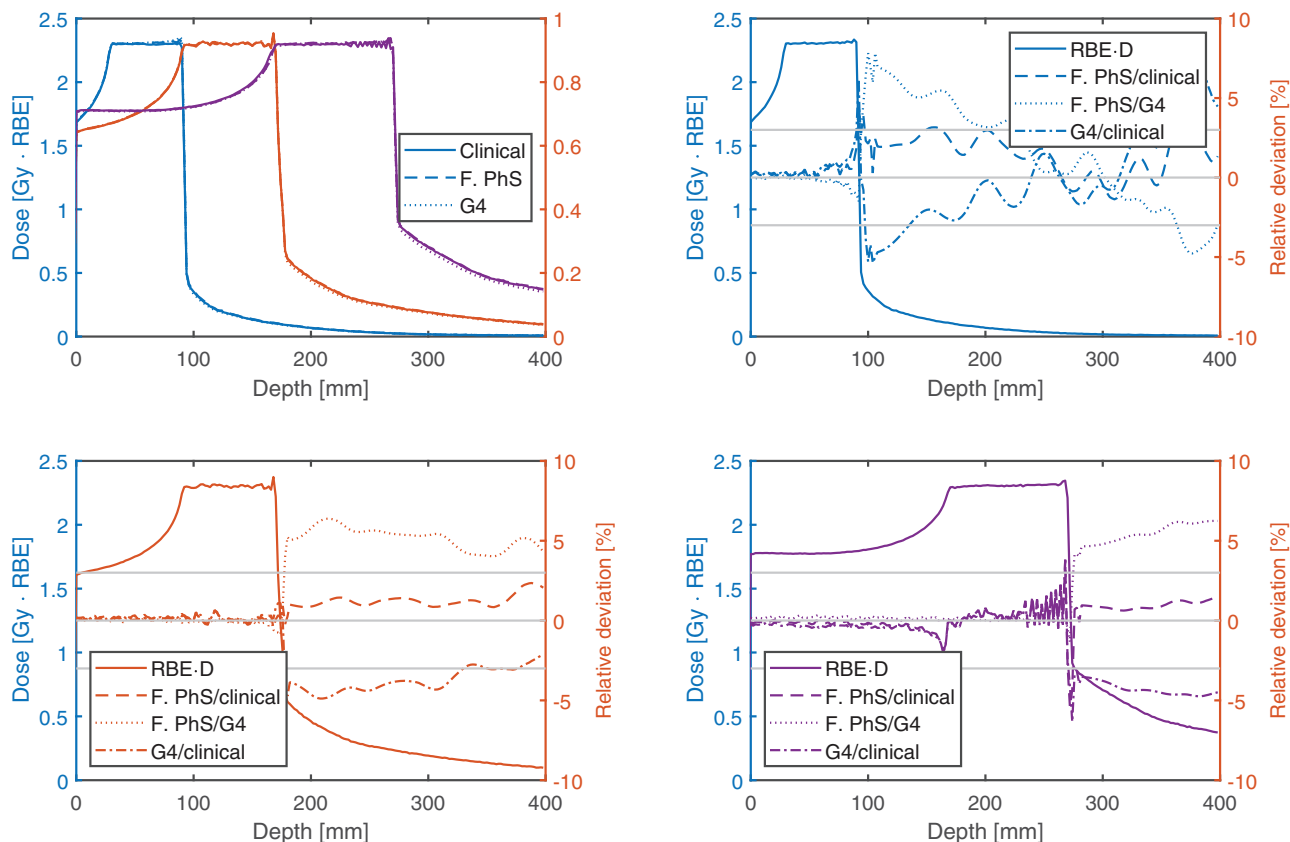 2.5
2
1.5
1
0.5
0
Dose [Gy · RBE]
1
0.8
0.6
0.4
0.2
0
Clinical
F. PhS
G4
0
100
200
300
400
Depth [mm]
2.5
2
1.5
1
0.5
0
Dose [Gy · RBE]
10
5
0
-5
-10
Relative deviation [%]
RBE·D
F. PhS/clinical
F. PhS/G4
G4/clinical
0
100
200
300
400
Depth [mm]
2.5
2
1.5
1
0.5
0
Dose [Gy · RBE]
10
5
0
-5
-10
Relative deviation [%]
RBE·D
F. PhS/clinical
F. PhS/G4
G4/clinical
0
100
200
300
400
Depth [mm]
2.5
2
1.5
1
0.5
0
Dose [Gy · RBE]
10
5
0
-5
-10
Relative deviation [%]
RBE·D
F. PhS/clinical
F. PhS/G4
G4/clinical
0
100
200
300
400
Depth [mm]